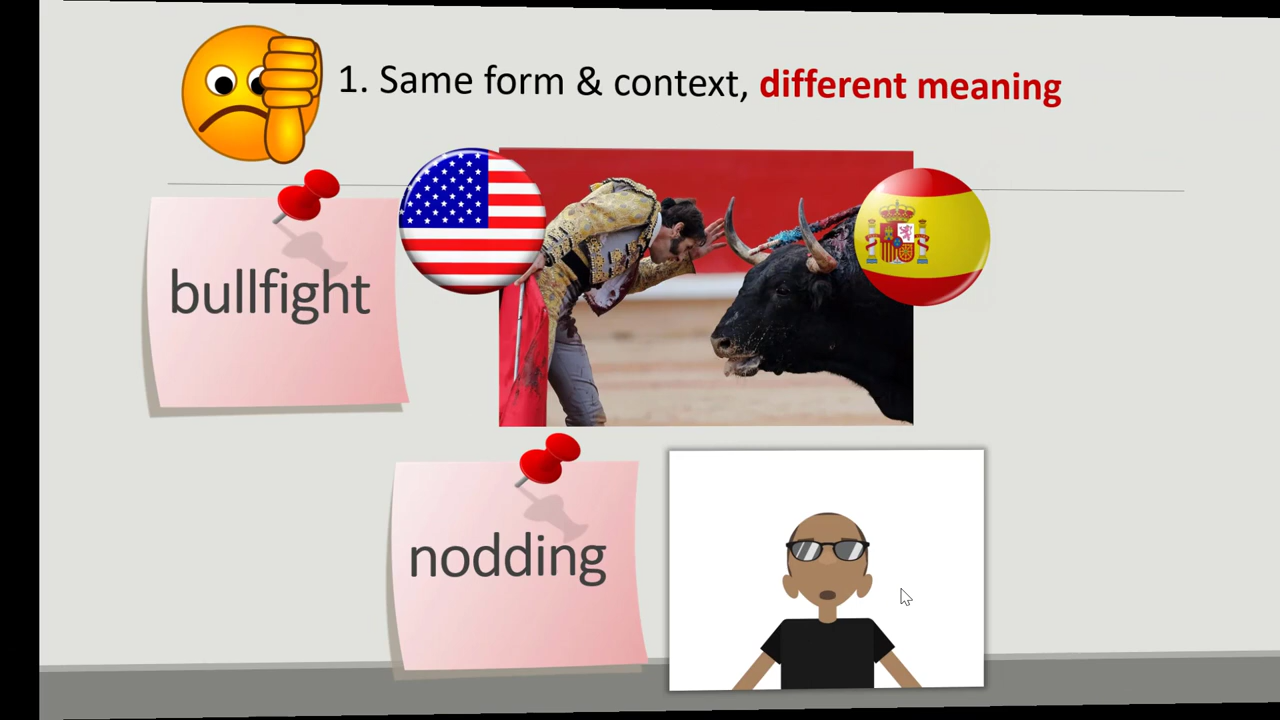 1. Same form & context, different meaning
bullfight
nodding